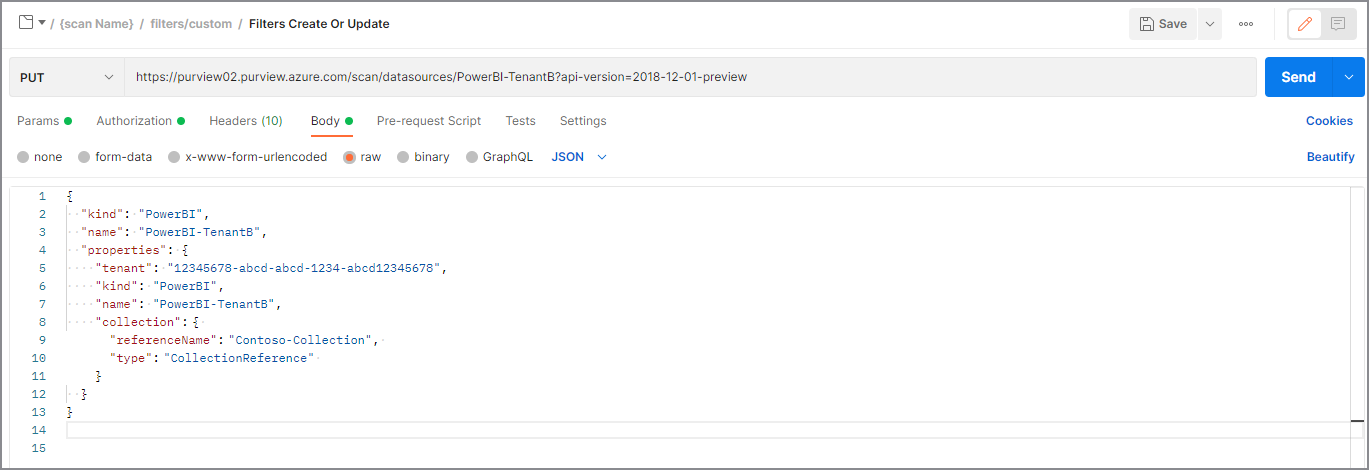 / {scan Name} / filters/custom / Filters Create Or Update Save
PUT https://purview02.purview.azure.com/scan/datasources/PowerBI-TenantB?api-version=2018-12-01-preview Send
Params Authorization Headers (10) Body Pre-request Script Tests Settings Cookies
none form-data x-www-form-urlencoded raw binary GraphQL JSON Beautify
1 {
2 "kind": "PowerBI",
3 "name": "PowerBI-TenantB",
4 "properties": {
5 "tenant": "12345678-abcd-abcd-1234-abcd12345678",
6 "kind": "PowerBI",
7 "name": "PowerBI-TenantB",
8 "collection": {
9 "referenceName": "Contoso-Collection",
10 "type": "CollectionReference"
11 }
12 }
13 }
14
15